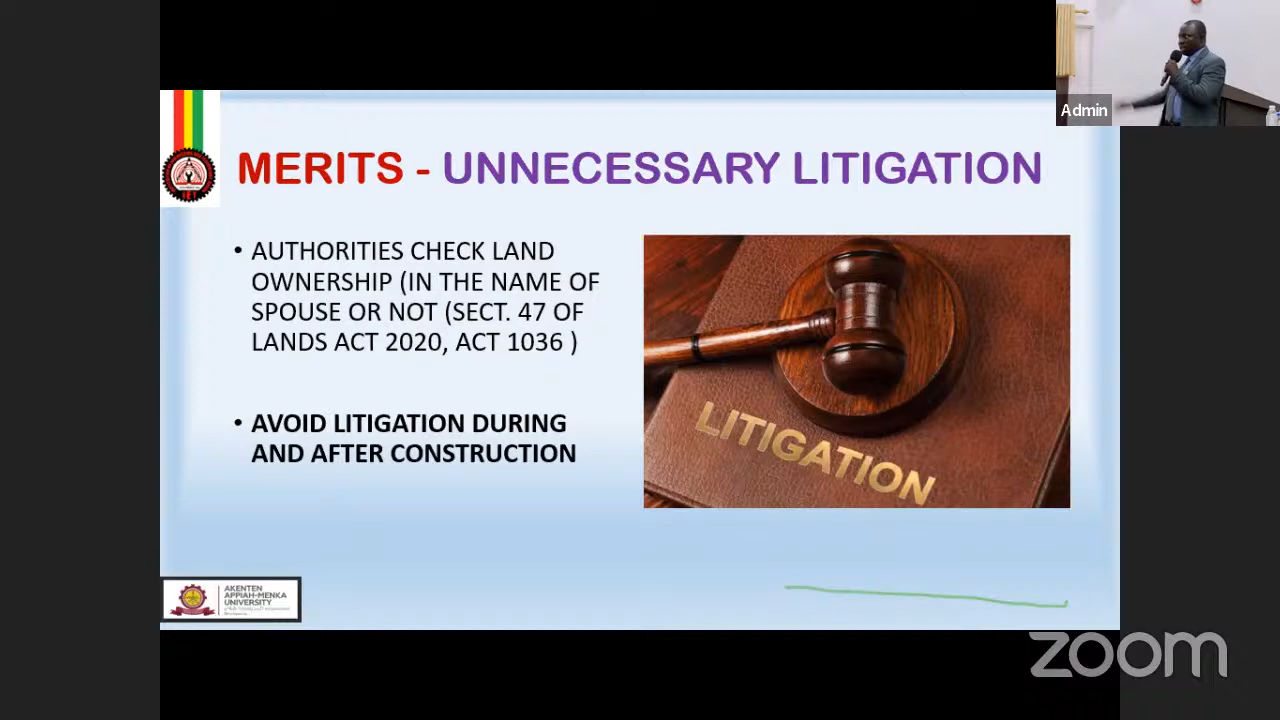 Admin
MERITS - UNNECESSARY LITIGATION
• AUTHORITIES CHECK LAND
OWNERSHIP (IN THE NAME OF
SPOUSE OR NOT (SECT. 47 OF
LANDS ACT 2020, ACT 1036 )
• AVOID LITIGATION DURING
AND AFTER CONSTRUCTION
LITIGATION
AKENTEN
APPIAH-MENKA
UNIVERSITY
zoom